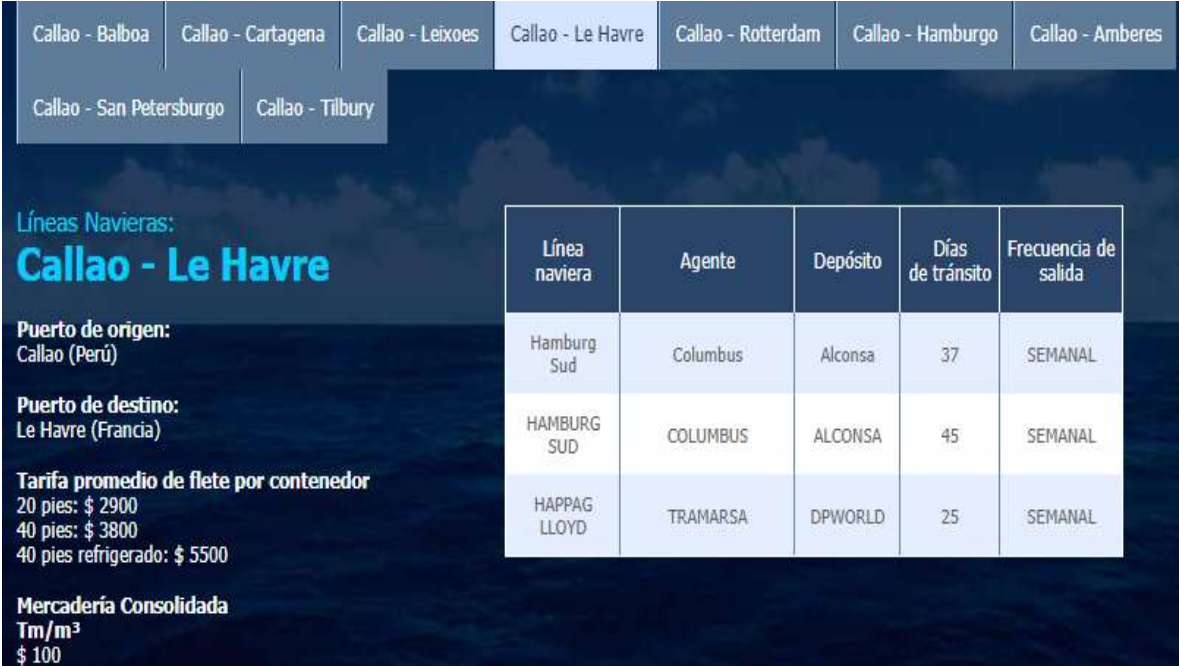 Callao - Balboa
Callao - Cartagena
Callao - Leixoes
Callao - Le Havre
Callao - Rotterdam
Callao - Hamburgo
Callao - Amberes
Callao - San Petersburgo
Callao - Tilbury
Líneas Navieras:
Callao - Le Havre
Puerto de origen:
Callao (Perú)
Puerto de destino:
Le Havre (Francia)
Tarifa promedio de flete por contenedor
20 pies: $ 2900
40 pies: $ 3800
40 pies refrigerado: $ 5500
Mercadería Consolidada
Tm/m³
$ 100
Línea
naviera
Agente
Depósito
Días
de tránsito
Frecuencia de
salida
Hamburg
Sud
Columbus
Alconsa
37
SEMANAL
HAMBURG
SUD
COLUMBUS
ALCONSA
45
SEMANAL
HAPPAG
LLOYD
TRAMARSA
DPWORLD
25
SEMANAL